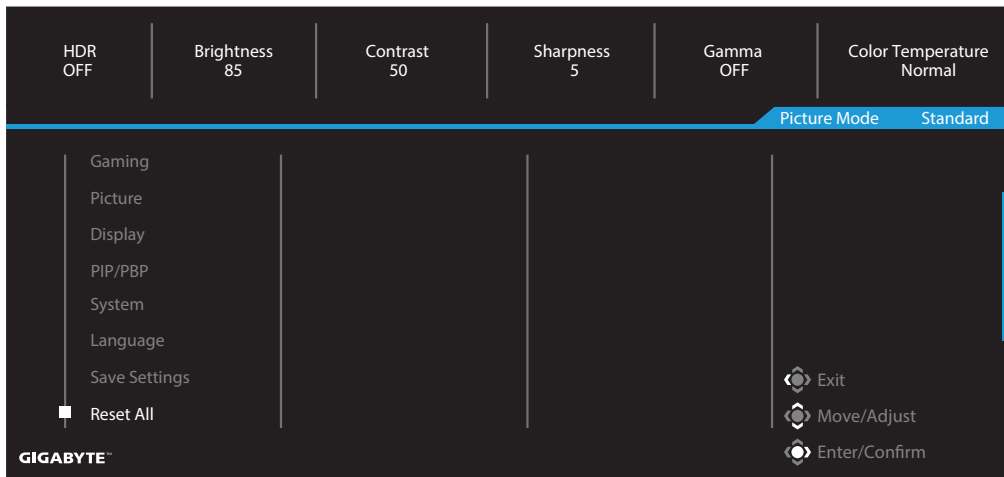 HDR
OFF
Brightness
85
Contrast
50
Sharpness
5
Gamma
OFF
Color Temperature
Normal
Picture Mode Standard
Gaming
Picture
Display
PIP/PBP
System
Language
Save Settings
Reset All
Exit
Move/Adjust
Enter/Confirm
GIGABYTE™